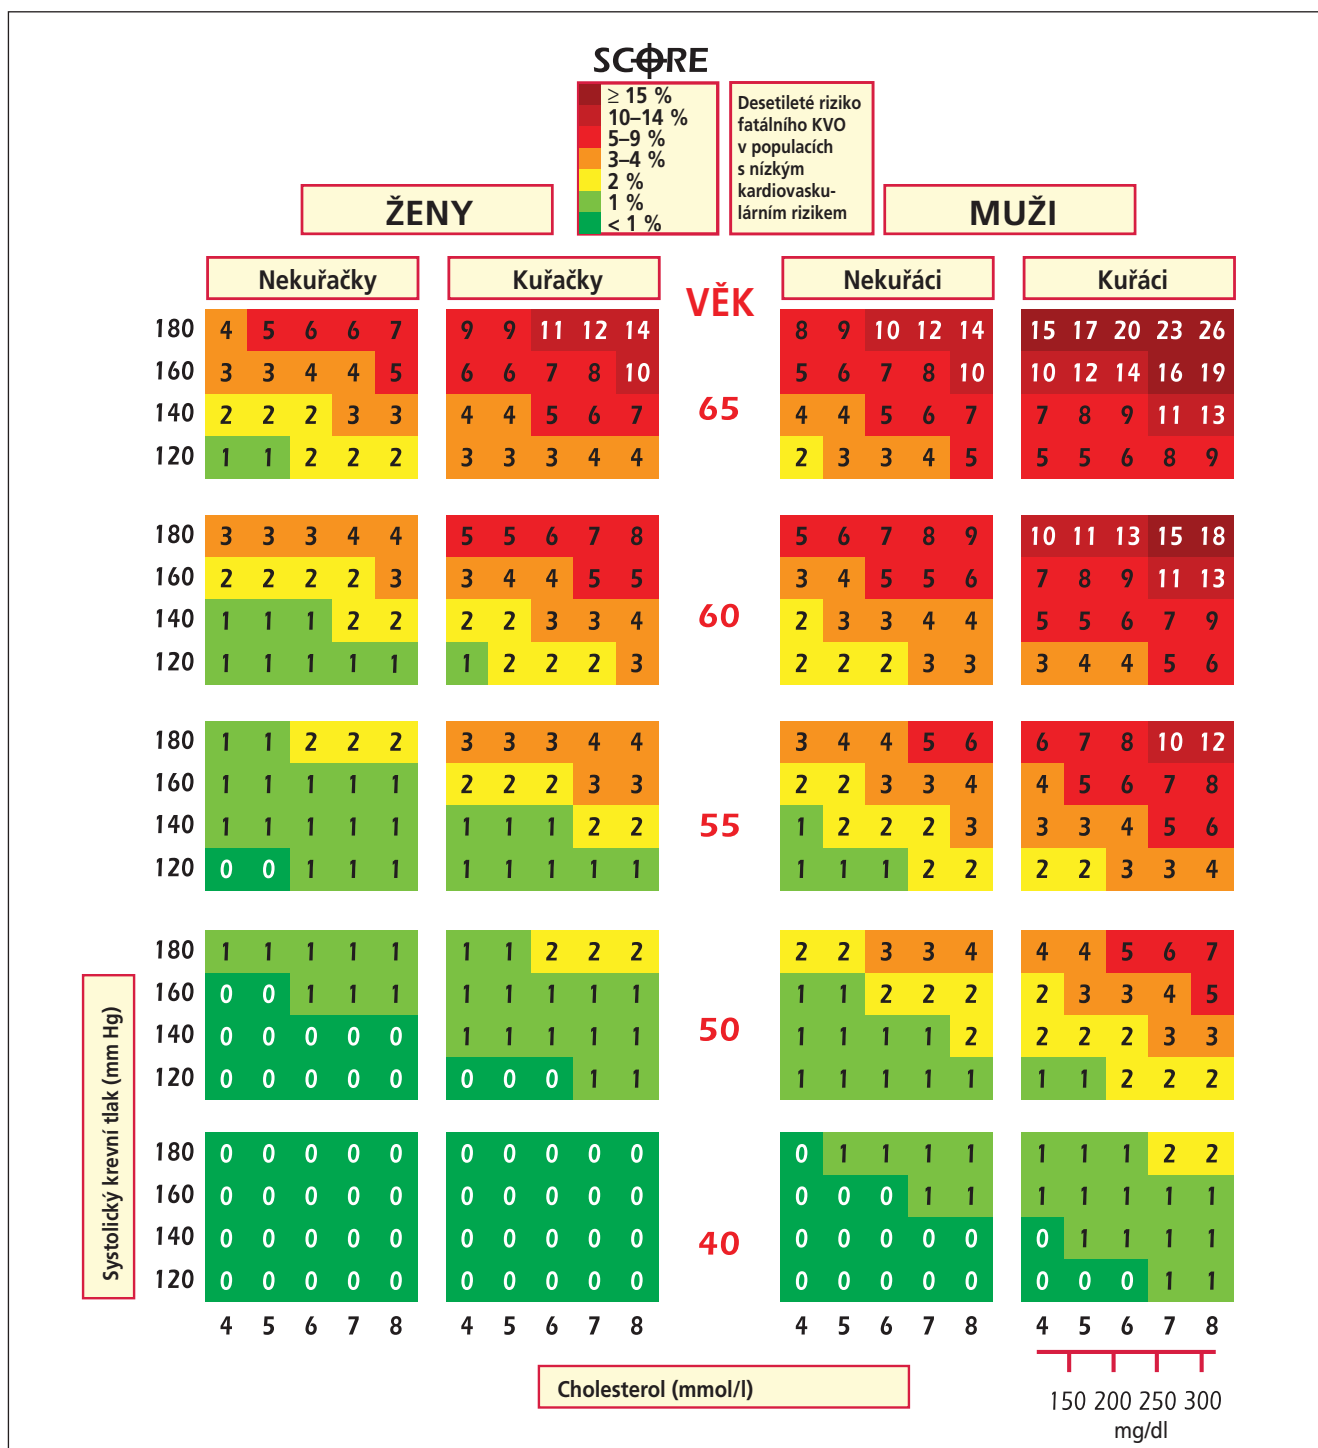 SCORE
≥ 15 %
10–14 %
5–9 %
3–4 %
2 %
1 %
< 1 %
Desetileté riziko
fatálního KVO
v populacích
s nízkým
kardiovasku-
lárním rizikem
ŽENY
MUŽI
Nekuřačky
Kuřačky
VĚK
Nekuřáci
Kuřáci
180 4 5 6 6 7 9 9 11 12 14 8 9 10 12 14 15 17 20 23 26
160 3 3 4 4 5 6 6 7 8 10 5 6 7 8 10 10 12 14 16 19
65
140 2 2 2 3 3 4 4 5 6 7 4 4 5 6 7 7 8 9 11 13
120 1 1 2 2 2 3 3 3 4 4 2 3 3 4 5 5 5 6 8 9
180 3 3 3 4 4 5 5 6 7 8 5 6 7 8 9 10 11 13 15 18
160 2 2 2 2 3 3 4 4 5 5 3 4 5 5 6 7 8 9 11 13
60
140 1 1 1 2 2 2 2 3 3 4 2 3 3 4 4 5 5 6 7 9
120 1 1 1 1 1 1 2 2 2 3 2 2 2 3 3 3 4 4 5 6
180 1 1 2 2 2 3 3 3 4 4 3 4 4 5 6 6 7 8 10 12
160 1 1 1 1 1 2 2 2 3 3 2 2 3 3 4 4 5 6 7 8
55
140 1 1 1 1 1 1 1 1 2 2 1 2 2 2 3 3 3 4 5 6
120 0 0 1 1 1 1 1 1 1 1 1 1 1 2 2 2 2 3 3 4
180 1 1 1 1 1 1 1 2 2 2 2 2 3 3 4 4 4 5 6 7
160 0 0 1 1 1 1 1 1 1 1 1 1 2 2 2 2 3 3 4 5
50
140 0 0 0 0 0 1 1 1 1 1 1 1 1 1 2 2 2 2 3 3
120 0 0 0 0 0 0 0 0 1 1 1 1 1 1 1 1 1 2 2 2
180 0 0 0 0 0 0 0 0 0 0 0 1 1 1 1 1 1 1 2 2
160 0 0 0 0 0 0 0 0 0 0 0 0 0 1 1 1 1 1 1 1
40
140 0 0 0 0 0 0 0 0 0 0 0 0 0 0 0 0 1 1 1 1
120 0 0 0 0 0 0 0 0 0 0 0 0 0 0 0 0 0 0 1 1
4 5 6 7 8 4 5 6 7 8 4 5 6 7 8 4 5 6 7 8
Systolický krevní tlak (mm Hg)
Cholesterol (mmol/l)
150 200 250 300
mg/dl